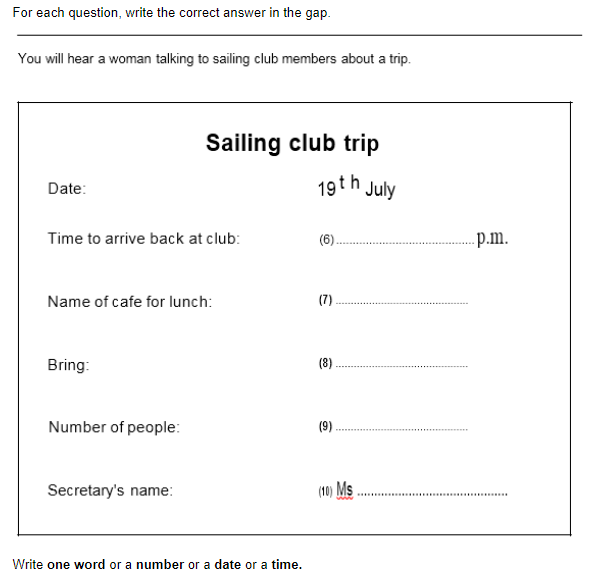 For each question, write the correct answer in the gap.
You will hear a woman talking to sailing club members about a trip.
Sailing club trip
Date: 19th July
Time to arrive back at club: (6)........................................ p.m.
Name of cafe for lunch: (7) ........................................
Bring: (8) ........................................
Number of people: (9) ........................................
Secretary's name: (10) Ms ........................................
Write one word or a number or a date or a time.